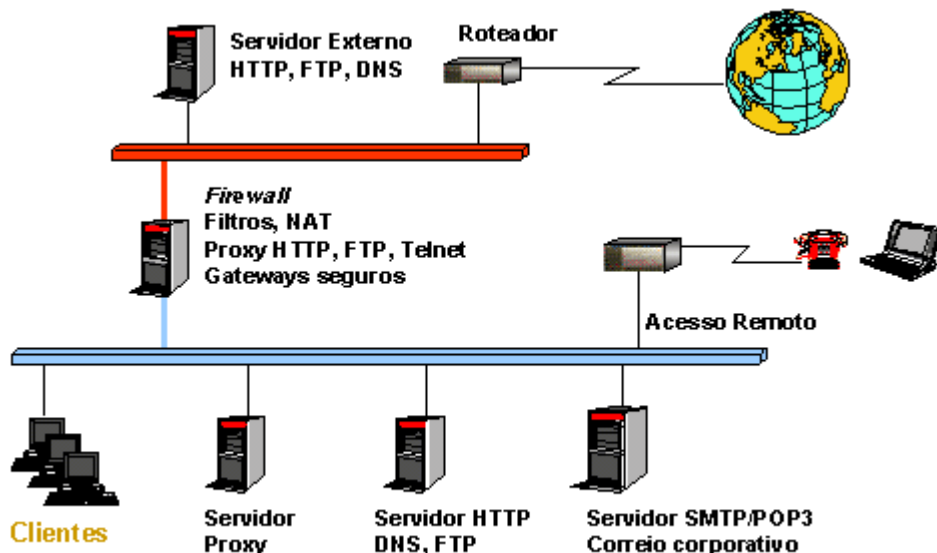 Servidor Externo
HTTP, FTP, DNS
Roteador
Firewall
Filtros, NAT
Proxy HTTP, FTP, Telnet
Gateways seguros
Acesso Remoto
Clientes
Servidor
Proxy
Servidor HTTP
DNS, FTP
Servidor SMTP/POP3
Correio corporativo